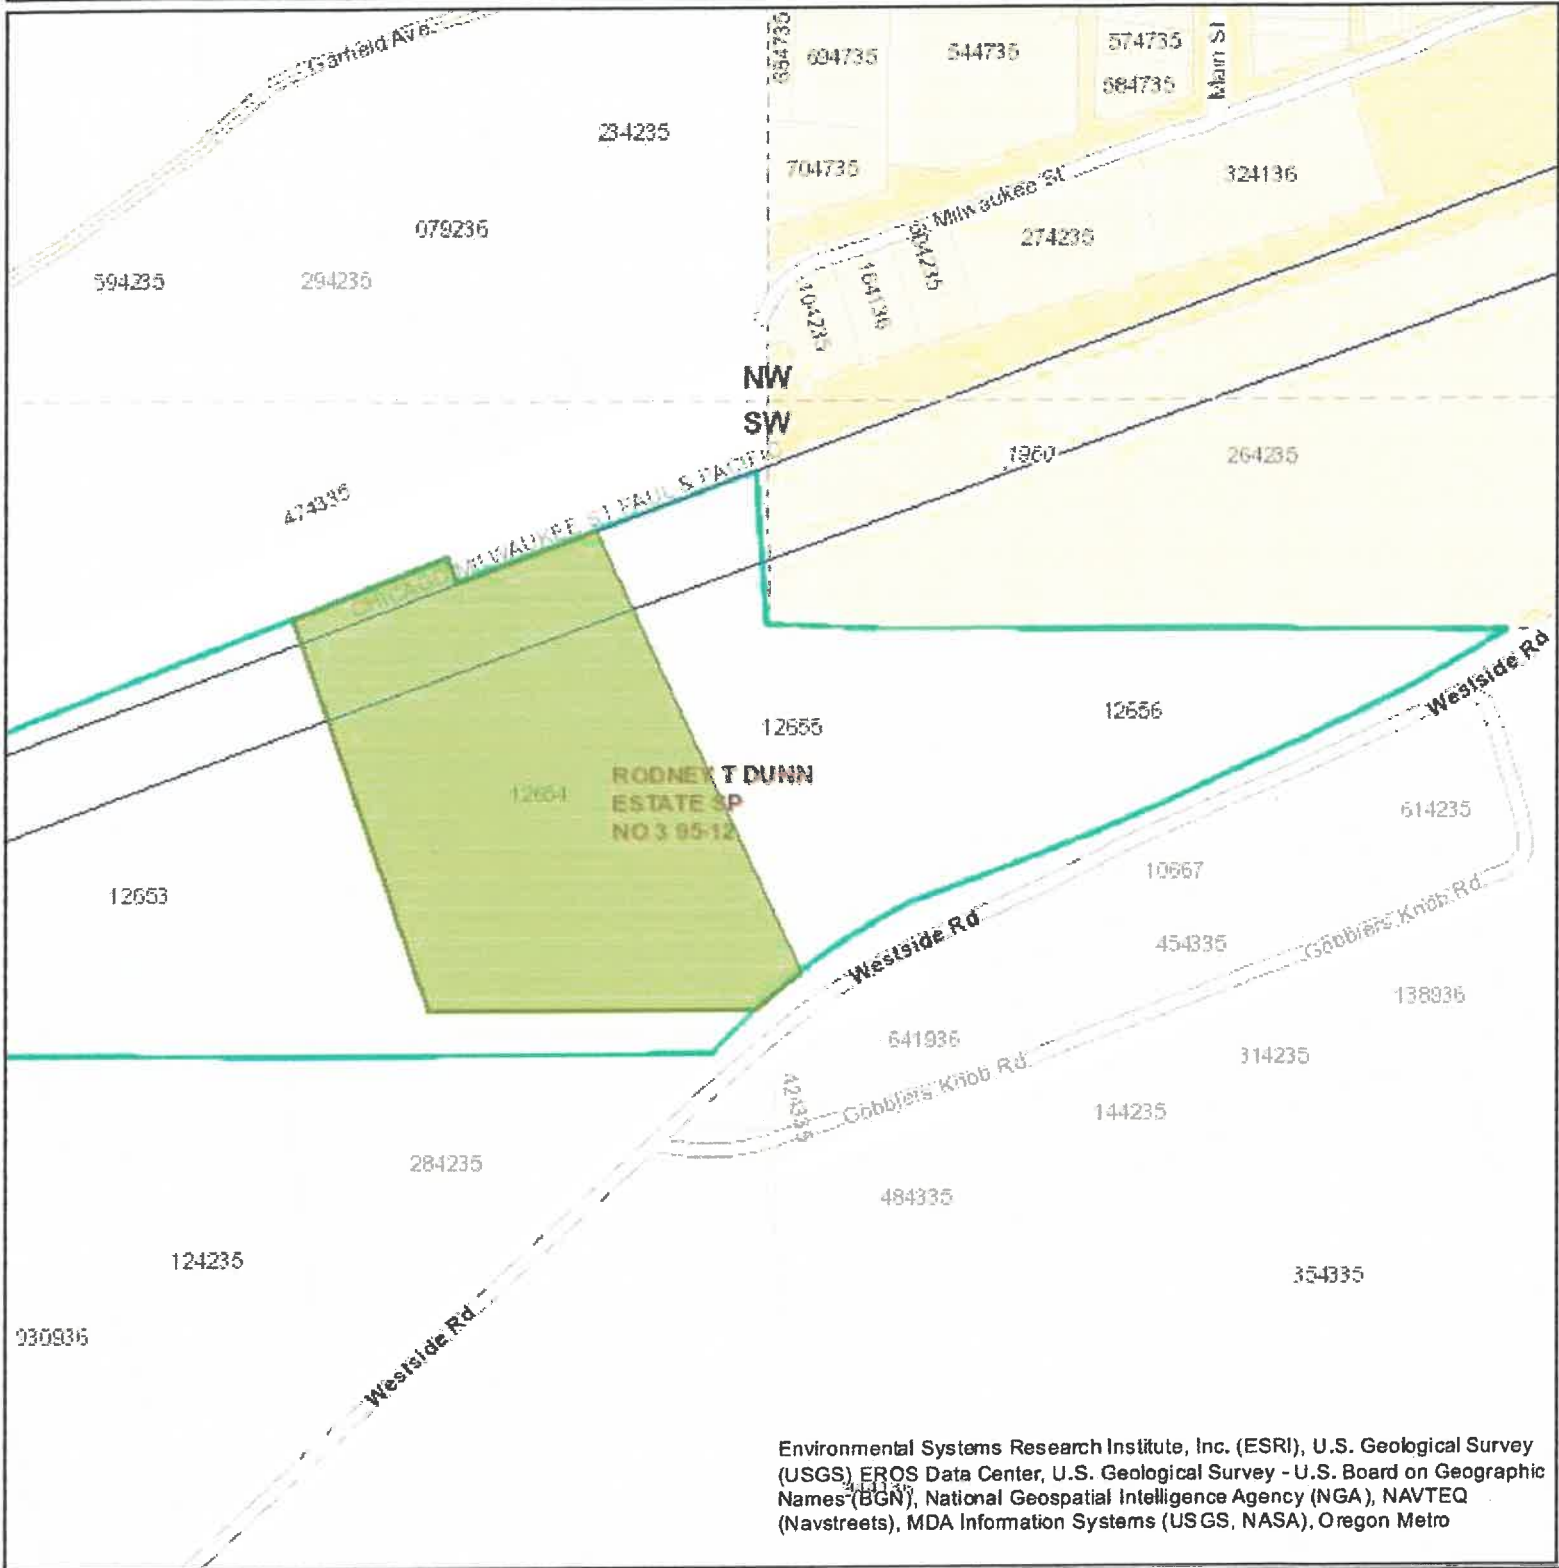 Garfield Ave.
654735
694735
544735
574735
Main St
584735
234235
704735
324136
Milwaukee St
079236
274235
304235
594235
294235
164136
104235
NW
SW
1960
264235
474335
CHICAGO MILWAUKEE ST PAUL & PACIFIC
Westside Rd
12656
12655
RODNEY T DUNN
ESTATE SP
NO 3 95-12
12654
614235
10667
12653
Gobblers Knob Rd.
Westside Rd
454335
138936
641936
314235
Gobblers Knob Rd.
424335
144235
284235
484335
124235
354335
930936
Westside Rd
Environmental Systems Research Institute, Inc. (ESRI), U.S. Geological Survey
(USGS) EROS Data Center, U.S. Geological Survey - U.S. Board on Geographic
Names (BGN), National Geospatial Intelligence Agency (NGA), NAVTEQ
(Navstreets), MDA Information Systems (USGS, NASA), Oregon Metro